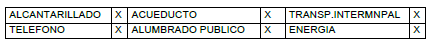 ALCANTARILLADO X ACUEDUCTO X TRANSP.INTERMNPAL X
TELEFONO X ALUMBRADO PUBLICO X ENERGIA X